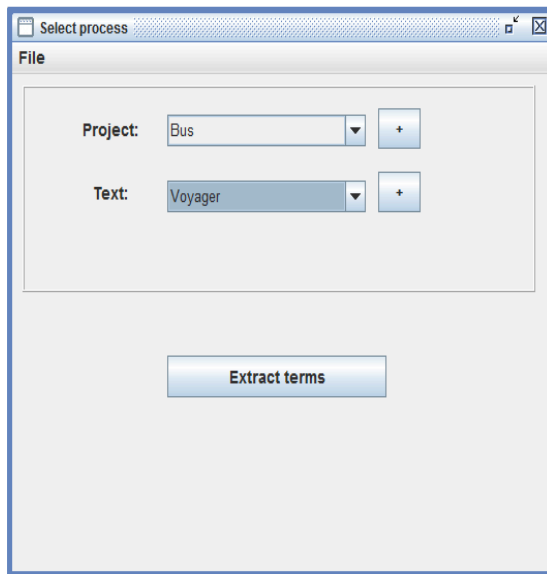 Select process
File
Project: Bus +
Text: Voyager +
Extract terms